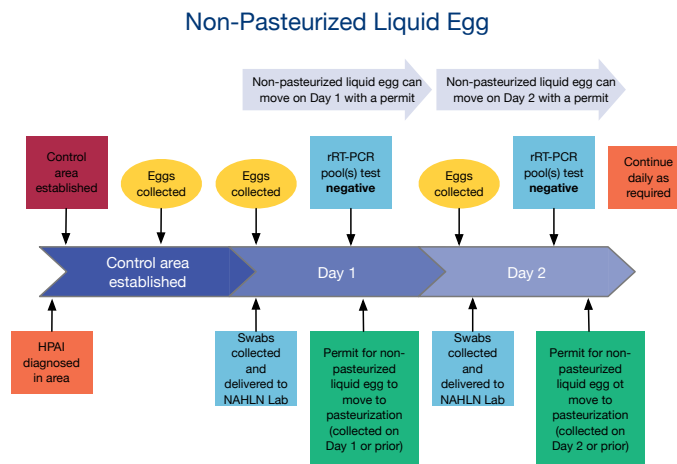 Non-Pasteurized Liquid Egg
Non-pasteurized liquid egg can
move on Day 1 with a permit
Non-pasteurized liquid egg can
move on Day 2 with a permit
Control
area
established
Eggs
collected
Eggs
collected
rRT-PCR
pool(s) test
negative
Eggs
collected
rRT-PCR
pool(s) test
negative
Continue
daily as
required
Control area
established
Day 1
Day 2
HPAI
diagnosed
in area
Swabs
collected
and
delivered to
NAHLN Lab
Permit for non-
pasteurized
liquid egg to
move to
pasteurization
(collected on
Day 1 or prior)
Swabs
collected
and
delivered to
NAHLN Lab
Permit for non-
pasteurized
liquid egg ot
move to
pasteurization
(collected on
Day 2 or prior)